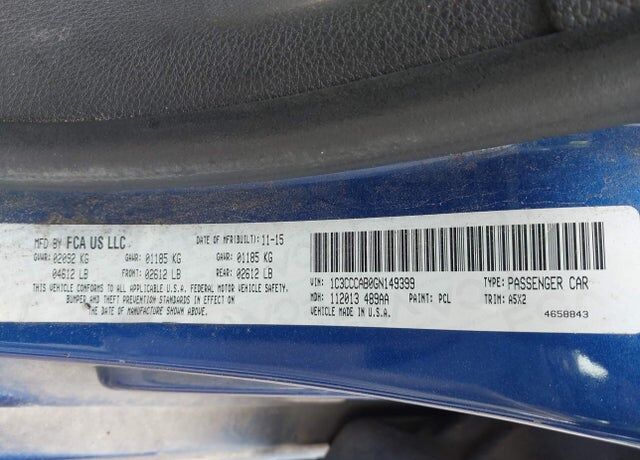 MFD BY FCA US LLC DATE OF MFR(BUILT): 11-15
GVWR: 02092 KG GAWR: 01185 KG GAWR: 01185 KG
04612 LB FRONT: 02612 LB REAR: 02612 LB
THIS VEHICLE CONFORMS TO ALL APPLICABLE U.S.A. FEDERAL MOTOR VEHICLE SAFETY,
BUMPER AND THEFT PREVENTION STANDARDS IN EFFECT ON
THE DATE OF MANUFACTURE SHOWN ABOVE.
VIN: 1C3CCCAB0GN149399 TYPE: PASSENGER CAR
MDH: 112013 489AA PAINT: PCL TRIM: A5X2
VEHICLE MADE IN U.S.A. 4658843